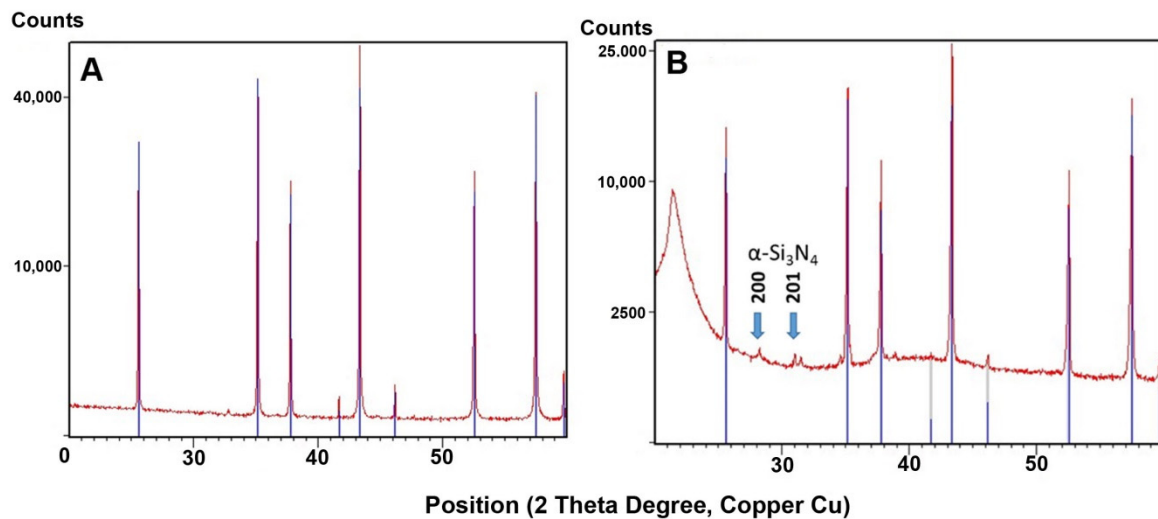 Counts
A
40,000
10,000
0
30
40
50
Counts
B
25.000
10,000
2500
α-Si₃N₄
200
201
30
40
50
Position (2 Theta Degree, Copper Cu)